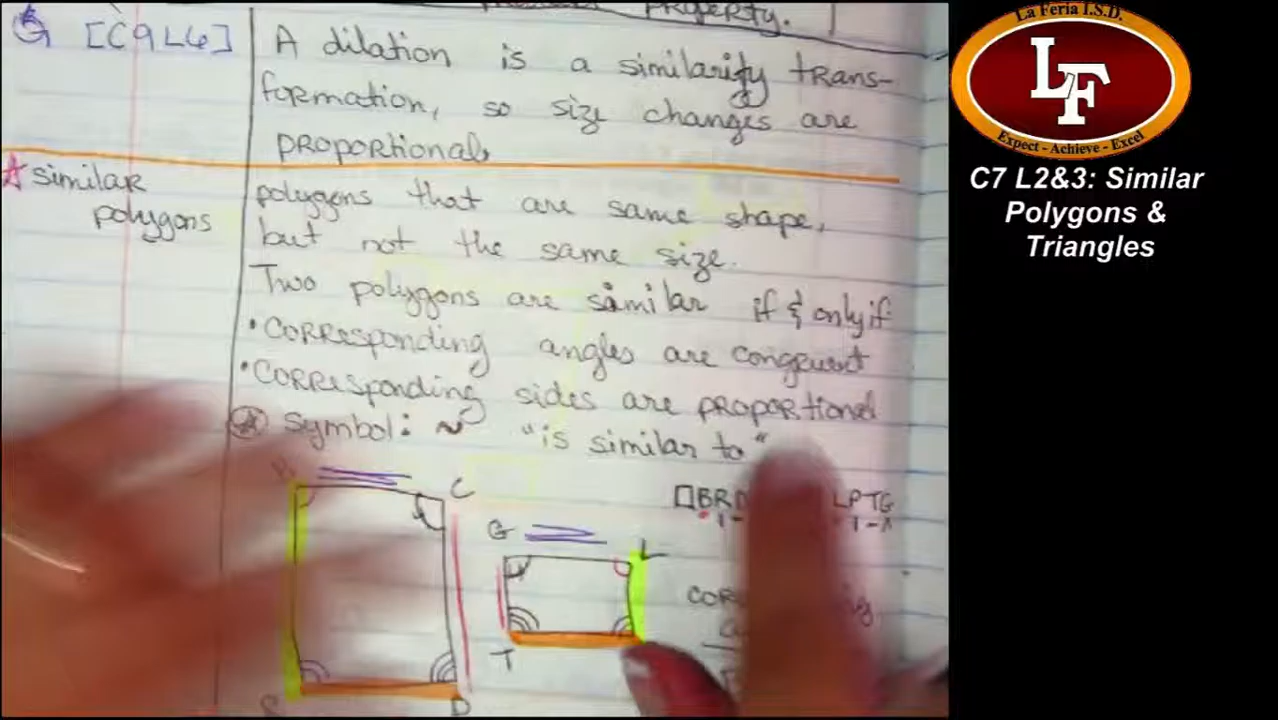 PROPERTY.
[C9L6]
A dilation is a similarity trans-
formation, so size changes are
proportional.
similar
polygons
polygons that are same shape,
but not the same size.
Two polygons are similar if & only if:
• Corresponding angles are congruent
• Corresponding sides are proportional
Symbol: ~ "is similar to"
C
G
L
T
D
□BRD
LPTG
La Feria I.S.D.
LF
Expect - Achieve - Excel
C7 L2&3: Similar
Polygons &
Triangles